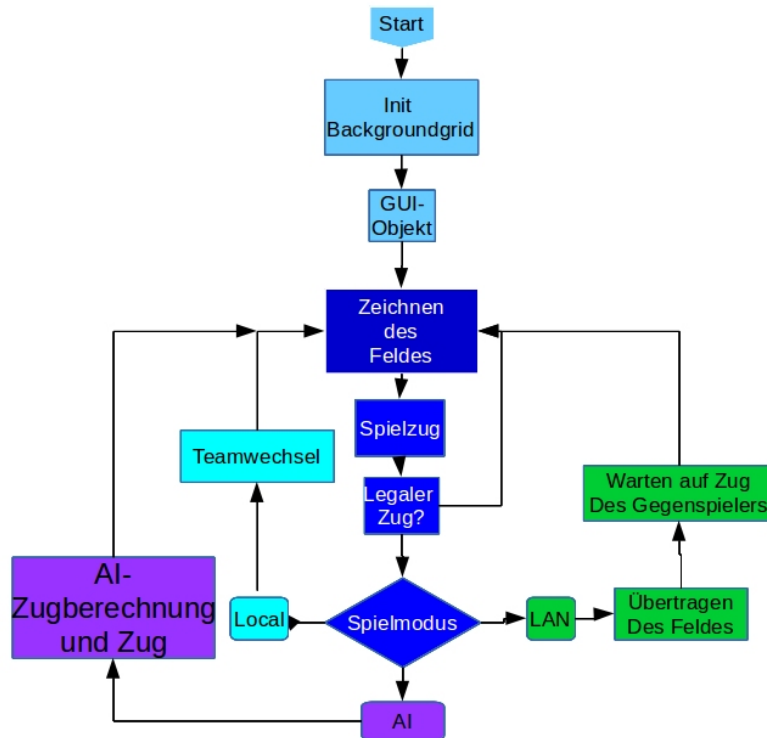 Start
Init
Backgroundgrid
GUI-
Objekt
Zeichnen
des
Feldes
Spielzug
Teamwechsel
Legaler
Zug?
Warten auf Zug
Des Gegenspielers
AI-
Zugberechnung
und Zug
Local
Spielmodus
LAN
Übertragen
Des Feldes
AI